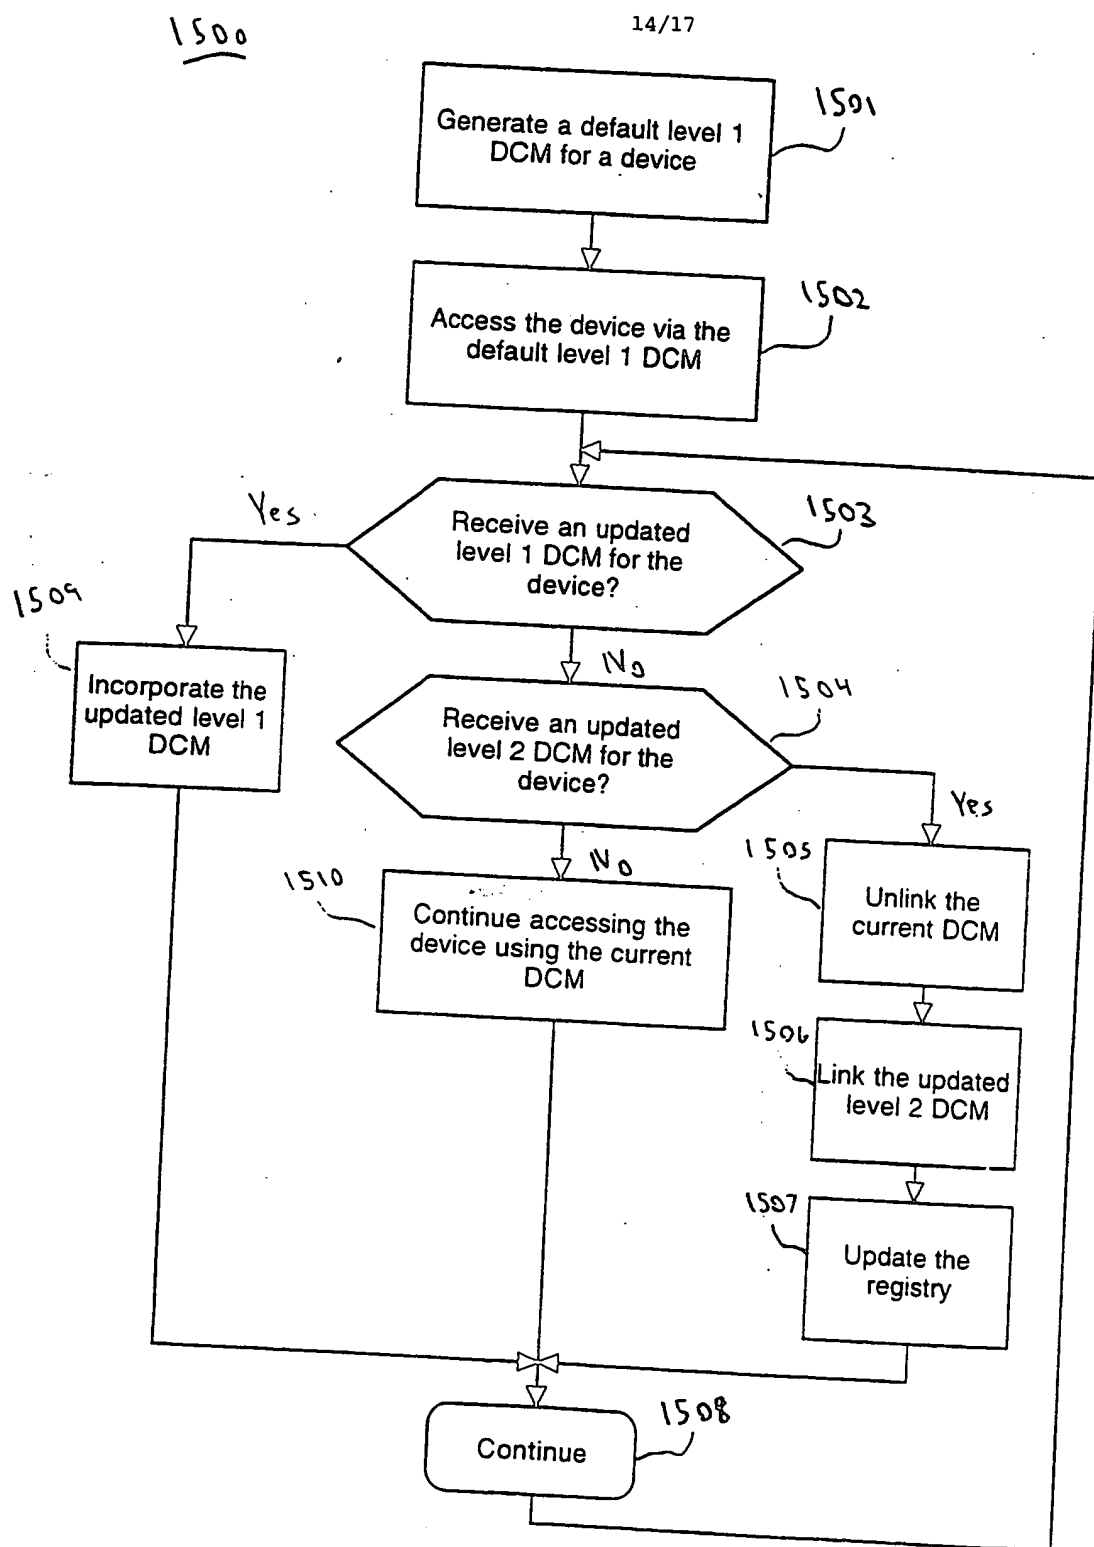 1500
14/17
Generate a default level 1
DCM for a device
1501
Access the device via the
default level 1 DCM
1502
Receive an updated
level 1 DCM for the
device?
1503
Yes
No
1509
Incorporate the
updated level 1
DCM
Receive an updated
level 2 DCM for the
device?
1504
Yes
No
1510
Continue accessing the
device using the current
DCM
1505
Unlink the
current DCM
1506
Link the updated
level 2 DCM
1507
Update the
registry
Continue
1508